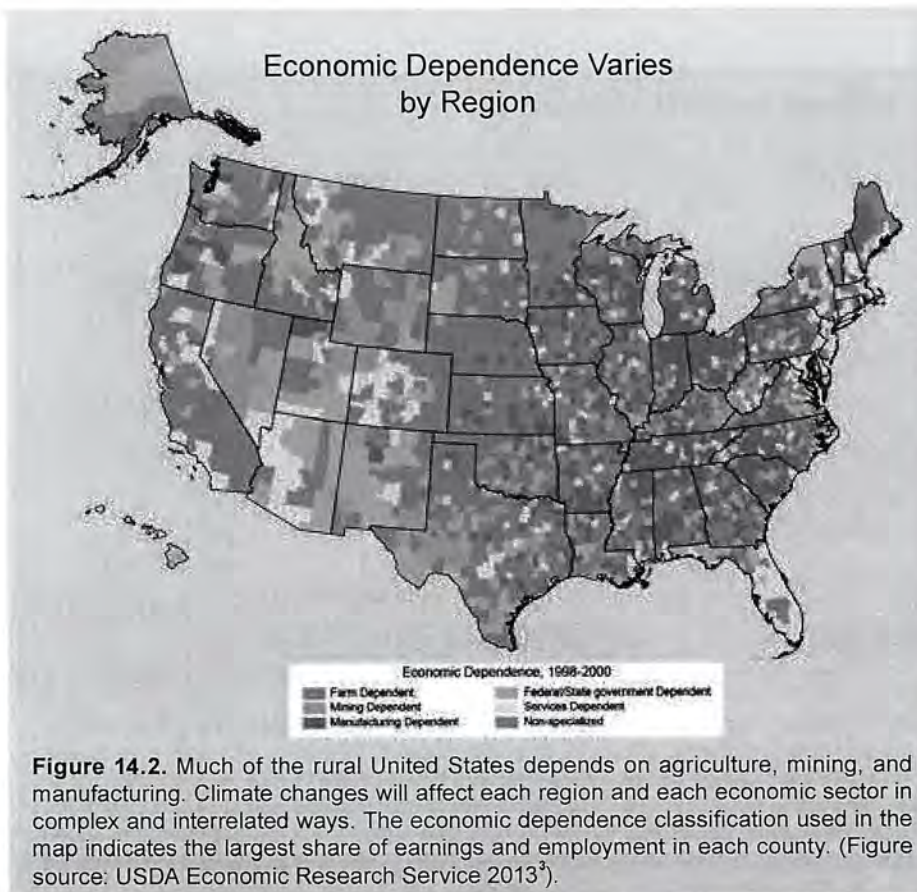 Economic Dependence Varies
by Region
Economic Dependence, 1998-2000
Farm Dependent
Mining Dependent
Manufacturing Dependent
Federal/State government Dependent
Services Dependent
Non-specialized
Figure 14.2. Much of the rural United States depends on agriculture, mining, and
manufacturing. Climate changes will affect each region and each economic sector in
complex and interrelated ways. The economic dependence classification used in the
map indicates the largest share of earnings and employment in each county. (Figure
source: USDA Economic Research Service 2013³).